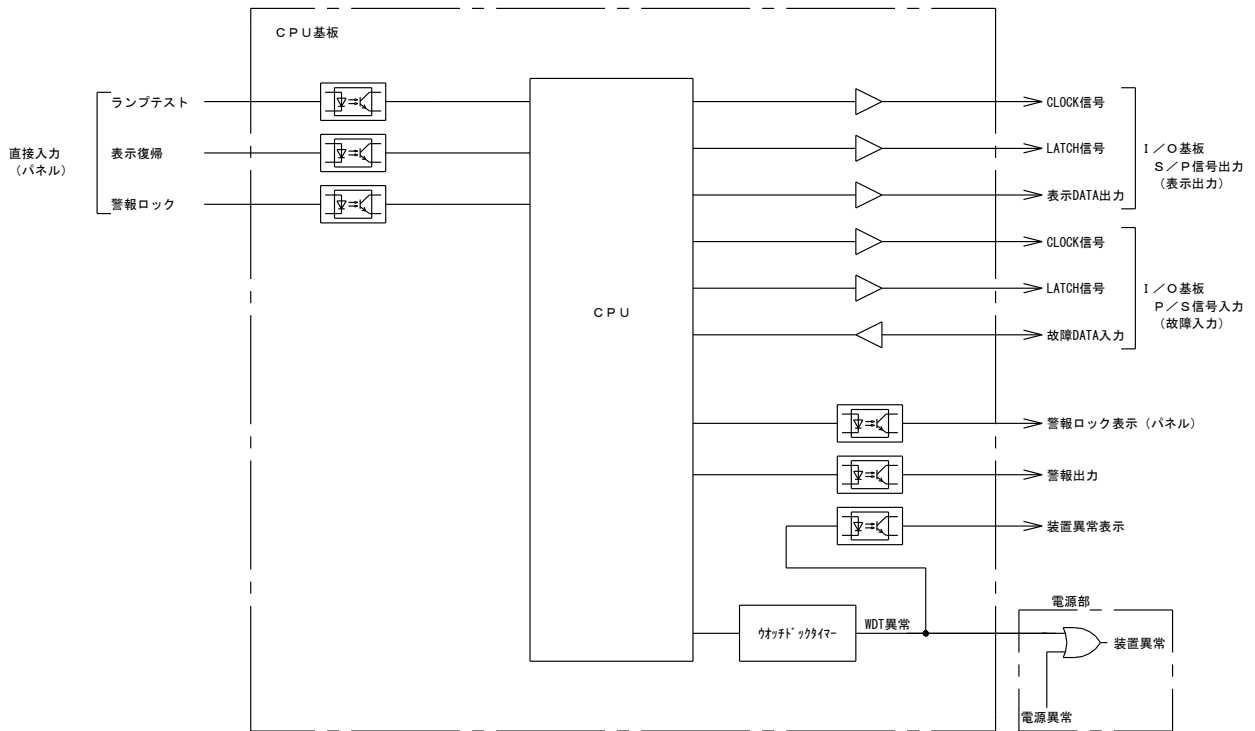 CPU基板
直接入力
(パネル)
ランプテスト
表示復帰
警報ロック
CPU
CLOCK信号
LATCH信号
表示DATA出力
I/O基板
S/P信号出力
(表示出力)
CLOCK信号
LATCH信号
故障DATA入力
I/O基板
P/S信号入力
(故障入力)
警報ロック表示(パネル)
警報出力
装置異常表示
ウオッチドックタイマー
WDT異常
電源部
装置異常
電源異常